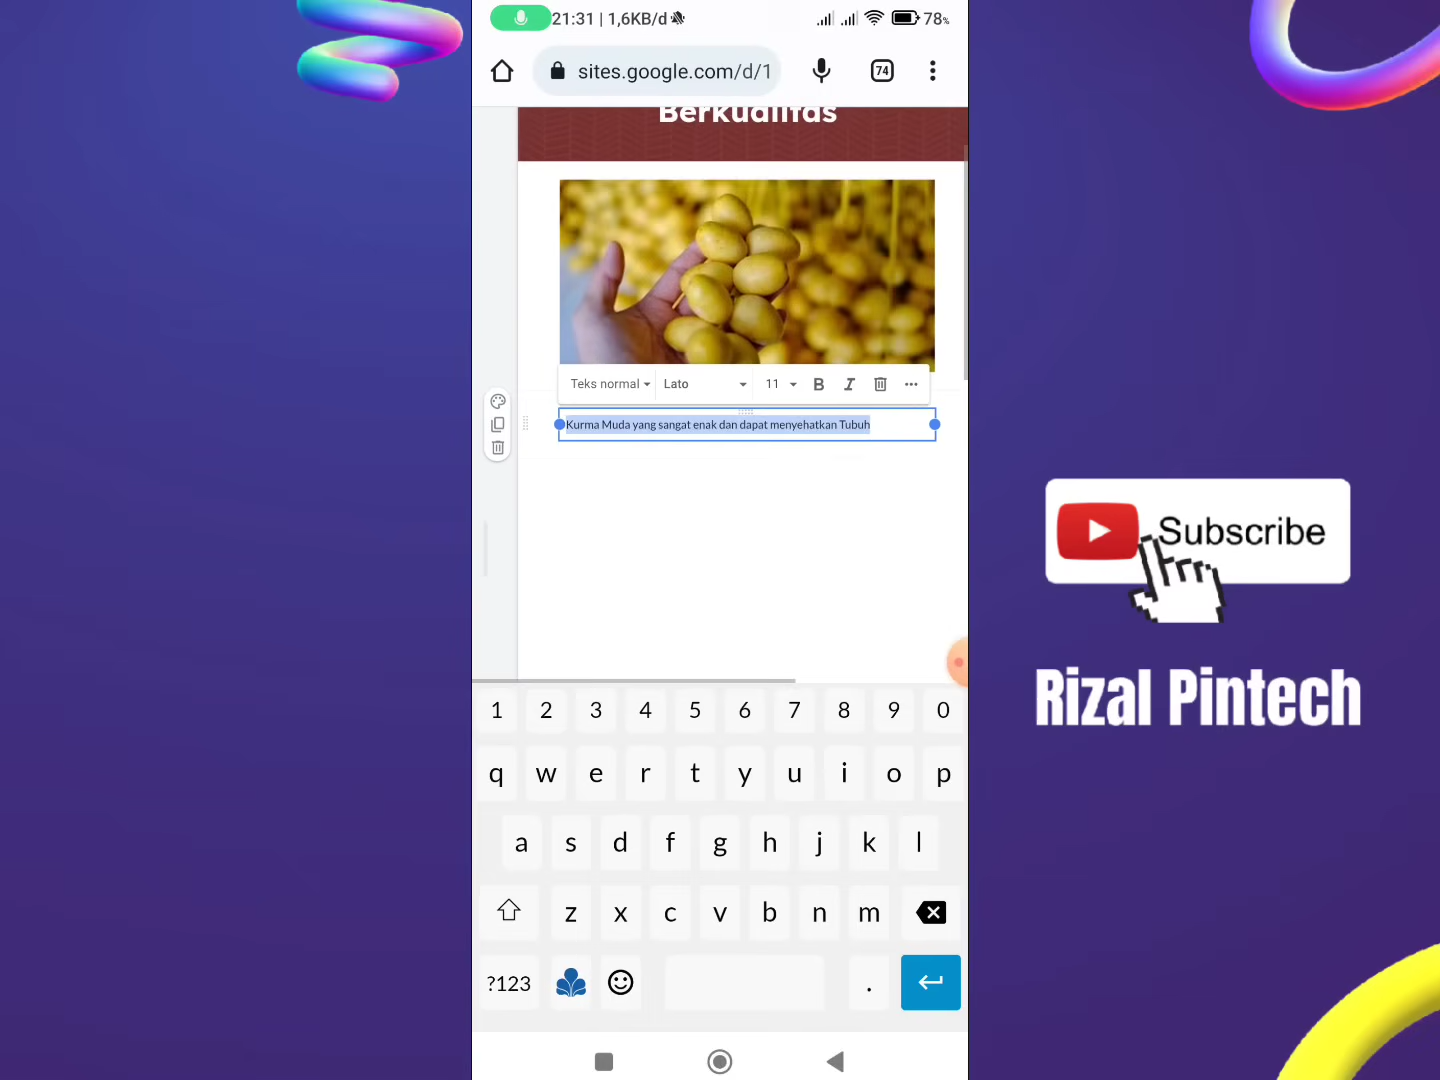 21:31 | 1,6KB/d
78%
sites.google.com/d/1
74
Berkualitas
Teks normal
Lato
11
B
I
Kurma Muda yang sangat enak dan dapat menyehatkan Tubuh
Subscribe
Rizal Pintech
1 2 3 4 5 6 7 8 9 0
q w e r t y u i o p
a s d f g h j k l
z x c v b n m
?123
.